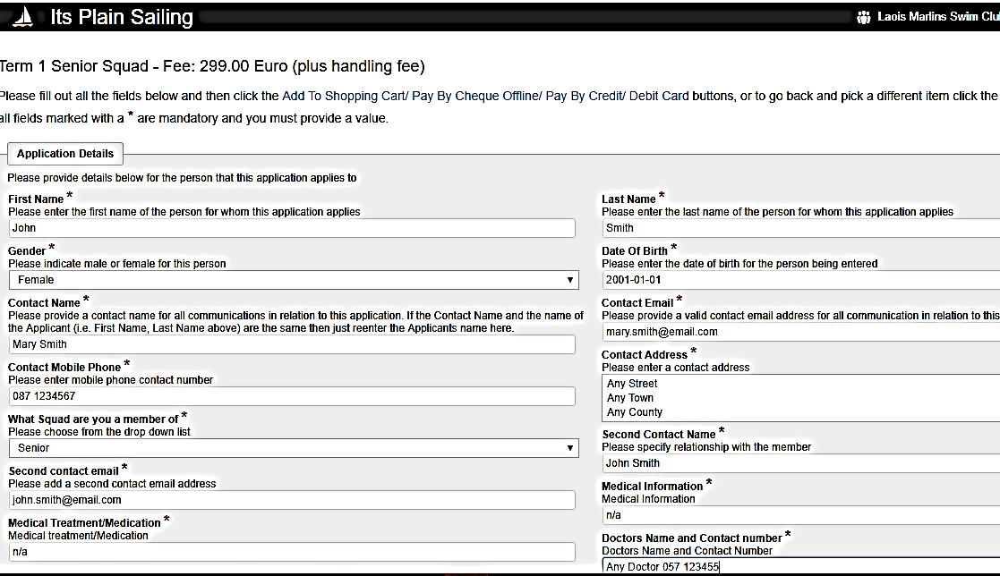 Its Plain Sailing
Laois Marlins Swim Clu
Term 1 Senior Squad - Fee: 299.00 Euro (plus handling fee)
Please fill out all the fields below and then click the Add To Shopping Cart/ Pay By Cheque Offline/ Pay By Credit/ Debit Card buttons, or to go back and pick a different item click the
all fields marked with a * are mandatory and you must provide a value.
Application Details
Please provide details below for the person that this application applies to
First Name *
Please enter the first name of the person for whom this application applies
John
Last Name *
Please enter the last name of the person for whom this application applies
Smith
Gender *
Please indicate male or female for this person
Female
Date Of Birth *
Please enter the date of birth for the person being entered
2001-01-01
Contact Name *
Please provide a contact name for all communications in relation to this application. If the Contact Name and the name of
the Applicant (i.e. First Name, Last Name above) are the same then just reenter the Applicants name here.
Mary Smith
Contact Email *
Please provide a valid contact email address for all communication in relation to this
mary.smith@email.com
Contact Mobile Phone *
Please enter mobile phone contact number
087 1234567
Contact Address *
Please enter a contact address
Any Street
Any Town
Any County
What Squad are you a member of *
Please choose from the drop down list
Senior
Second Contact Name *
Please specify relationship with the member
John Smith
Second contact email *
Please add a second contact email address
john.smith@email.com
Medical Information *
Medical Information
n/a
Medical Treatment/Medication *
Medical treatment/Medication
n/a
Doctors Name and Contact number *
Doctors Name and Contact Number
Any Doctor 057 123455